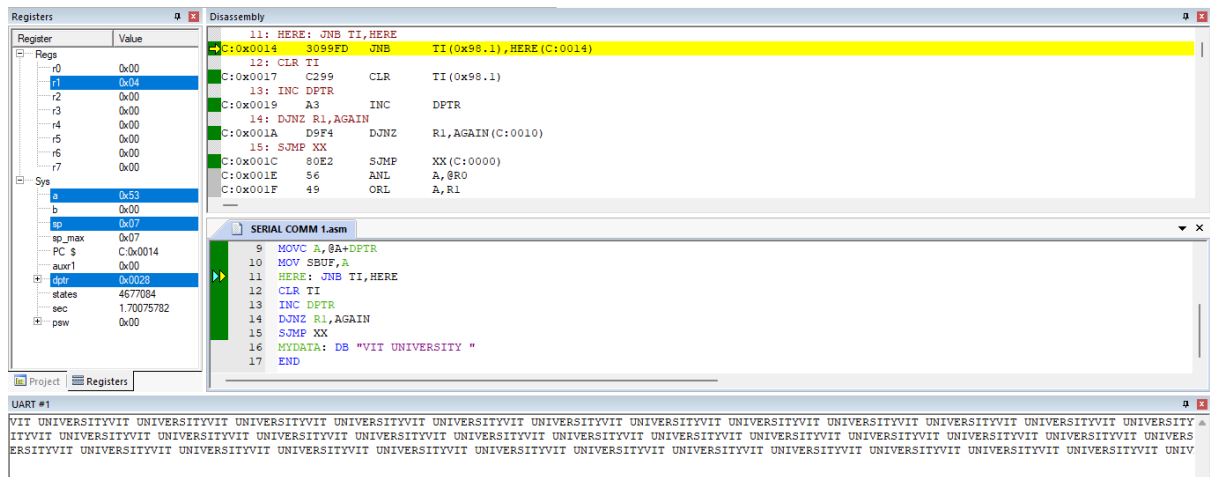 Registers
Register Value
Regs
r0 0x00
r1 0x04
r2 0x00
r3 0x00
r4 0x00
r5 0x00
r6 0x00
r7 0x00
Sys
a 0x53
b 0x00
sp 0x07
sp_max 0x07
PC $ C:0x0014
auxr1 0x00
dptr 0x0028
states 4677084
sec 1.70075782
psw 0x00
Project Registers
Disassembly
11: HERE: JNB TI,HERE
C:0x0014 3099FD JNB TI(0x98.1),HERE(C:0014)
12: CLR TI
C:0x0017 C299 CLR TI(0x98.1)
13: INC DPTR
C:0x0019 A3 INC DPTR
14: DJNZ R1,AGAIN
C:0x001A D9F4 DJNZ R1,AGAIN(C:0010)
15: SJMP XX
C:0x001C 80E2 SJMP XX(C:0000)
C:0x001E 56 ANL A,@R0
C:0x001F 49 ORL A,R1
SERIAL COMM 1.asm
9 MOVC A,@A+DPTR
10 MOV SBUF,A
11 HERE: JNB TI,HERE
12 CLR TI
13 INC DPTR
14 DJNZ R1,AGAIN
15 SJMP XX
16 MYDATA: DB "VIT UNIVERSITY "
17 END
UART #1
VIT UNIVERSITYVIT UNIVERSITYVIT UNIVERSITYVIT UNIVERSITYVIT UNIVERSITYVIT UNIVERSITYVIT UNIVERSITYVIT UNIVERSITYVIT UNIVERSITYVIT UNIVERSITYVIT UNIVERSITYVIT UNIVERSITY
ITYVIT UNIVERSITYVIT UNIVERSITYVIT UNIVERSITYVIT UNIVERSITYVIT UNIVERSITYVIT UNIVERSITYVIT UNIVERSITYVIT UNIVERSITYVIT UNIVERSITYVIT UNIVERSITYVIT UNIVERSITYVIT UNIVERS
ERSITYVIT UNIVERSITYVIT UNIVERSITYVIT UNIVERSITYVIT UNIVERSITYVIT UNIVERSITYVIT UNIVERSITYVIT UNIVERSITYVIT UNIVERSITYVIT UNIVERSITYVIT UNIVERSITYVIT UNIVERSITYVIT UNIV